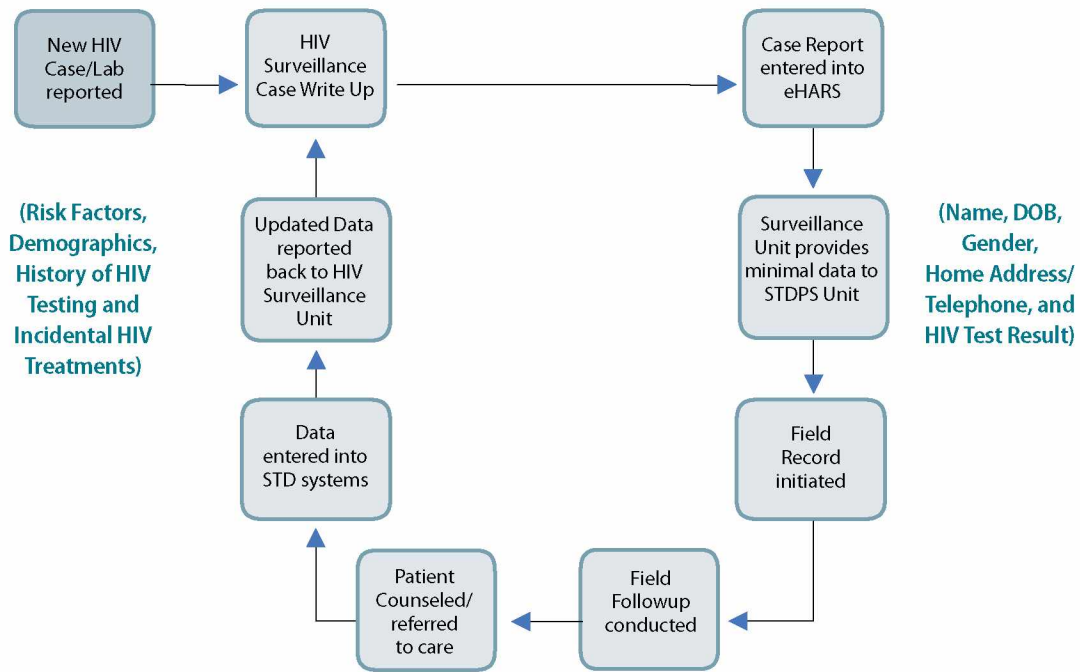 New HIV
Case/Lab
reported
HIV
Surveillance
Case Write Up
Case Report
entered into
eHARS
(Risk Factors,
Demographics,
History of HIV
Testing and
Incidental HIV
Treatments)
Updated Data
reported
back to HIV
Surveillance
Unit
Surveillance
Unit provides
minimal data to
STDPS Unit
(Name, DOB,
Gender,
Home Address/
Telephone, and
HIV Test Result)
Data
entered into
STD systems
Field
Record
initiated
Patient
Counseled/
referred
to care
Field
Followup
conducted